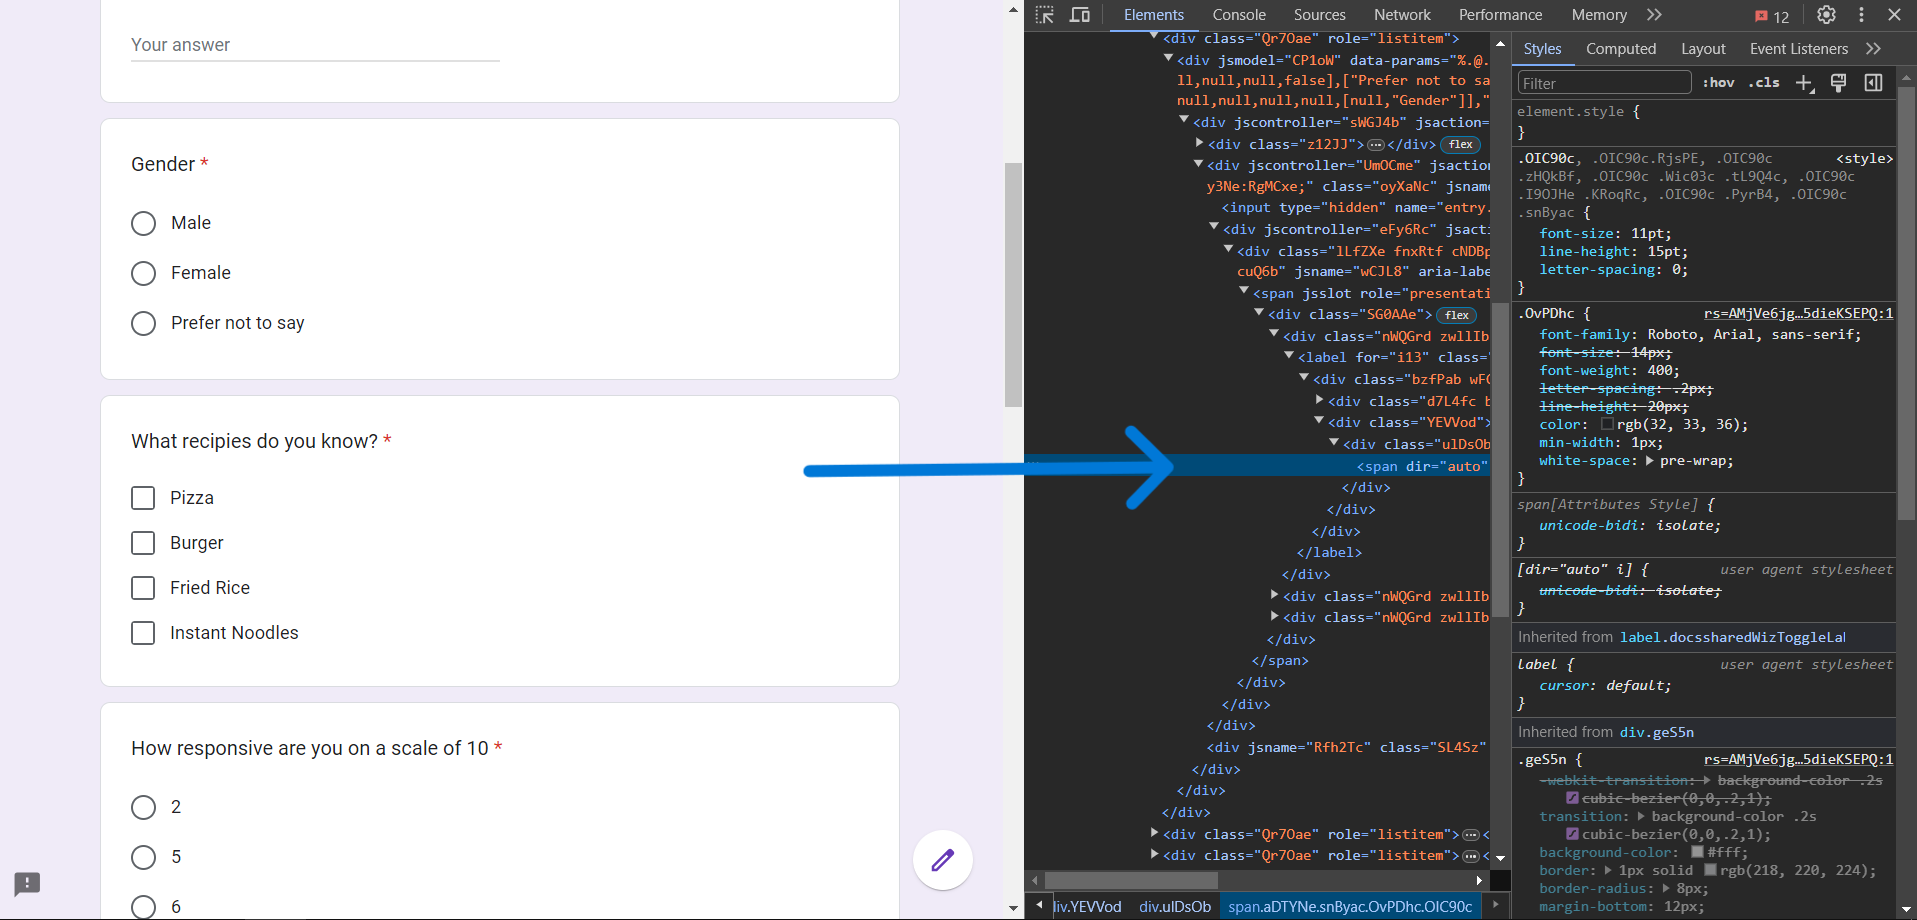 Your answer
Gender *
Male
Female
Prefer not to say
What recipies do you know? *
Pizza
Burger
Fried Rice
Instant Noodles
How responsive are you on a scale of 10 *
2
5
6
Elements Console Sources Network Performance Memory 12
<div class="Qr7Oae" role="listitem">
<div jsmodel="CP1oW" data-params="%.@.
ll,null,null,false],["Prefer not to sa
null,null,null,null,[null,"Gender"]],"
<div jscontroller="sWGJ4b" jsaction=
<div class="z12JJ"> … </div> flex
<div jscontroller="UmOCme" jsaction
y3Ne:RgMCxe;" class="oyXaNc" jsname
<input type="hidden" name="entry.
<div jscontroller="eFy6Rc" jsacti
<div class="lLfZXe fnxRtf cNDBp
cuQ6b" jsname="wCJL8" aria-labe
<span jsslot role="presentati
<div class="SG0AAe"> flex
<div class="nWQGrd zwllIb
<label for="i13" class="
<div class="bzfPab wFG
<div class="d7L4fc b
<div class="YEVVod">
<div class="ulDsOb
<span dir="auto"
</div>
</div>
</div>
</label>
</div>
<div class="nWQGrd zwllIb
<div class="nWQGrd zwllIb
</div>
</span>
</div>
</div>
</div>
<div jsname="Rfh2Tc" class="SL4Sz"
</div>
</div>
</div>
<div class="Qr7Oae" role="listitem"> … <
<div class="Qr7Oae" role="listitem"> … <
liv.YEVVod div.ulDsOb span.aDTYNe.snByac.OvPDhc.OIC90c
Styles Computed Layout Event Listeners
Filter :hov .cls
element.style {
}
.OIC90c, .OIC90c.RjsPE, .OIC90c <style>
.zHQkBf, .OIC90c .Wic03c .tL9Q4c, .OIC90c
.I9OJHe .KRoqRc, .OIC90c .PyrB4, .OIC90c
.snByac {
font-size: 11pt;
line-height: 15pt;
letter-spacing: 0;
}
.OvPDhc { rs=AMjVe6jg…5dieKSEPQ:1
font-family: Roboto, Arial, sans-serif;
font-size: 14px;
font-weight: 400;
letter-spacing: .2px;
line-height: 20px;
color: rgb(32, 33, 36);
min-width: 1px;
white-space: pre-wrap;
}
span[Attributes Style] {
unicode-bidi: isolate;
}
[dir="auto" i] { user agent stylesheet
unicode-bidi: isolate;
}
Inherited from label.docssharedWizToggleLal
label { user agent stylesheet
cursor: default;
}
Inherited from div.geS5n
.geS5n { rs=AMjVe6jg…5dieKSEPQ:1
-webkit-transition: background-color .2s
cubic-bezier(0,0,.2,1);
transition: background-color .2s
cubic-bezier(0,0,.2,1);
background-color: #fff;
border: 1px solid rgb(218, 220, 224);
border-radius: 8px;
margin-bottom: 12px;